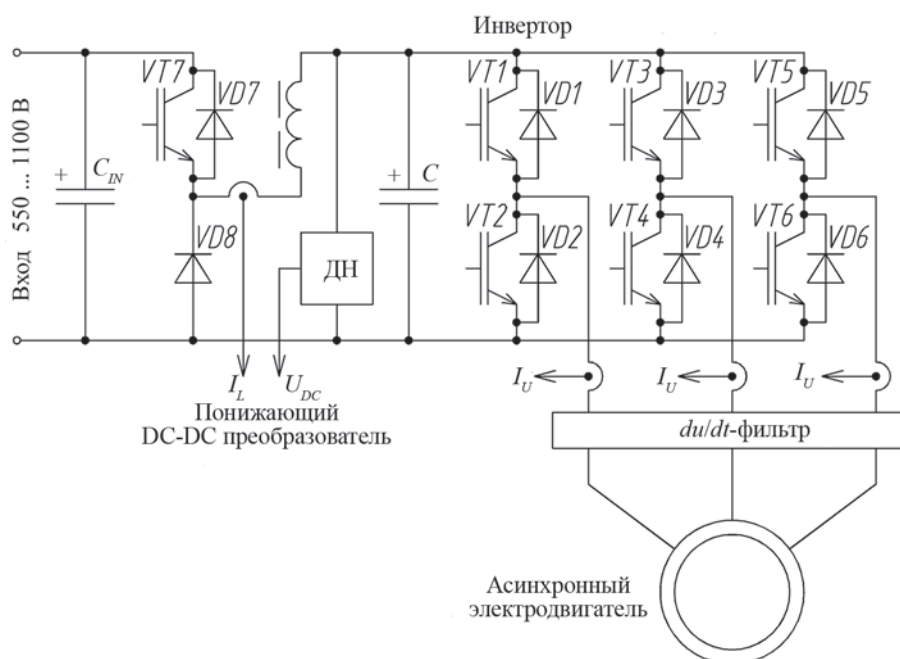 Инвертор
Вход 550 ... 1100 В
+ C_IN
VT7
VD7
VD8
ДН
+ C
VT1
VD1
VT3
VD3
VT5
VD5
VT2
VD2
VT4
VD4
VT6
VD6
I_L
U_DC
I_U
I_U
I_U
Понижающий
DC-DC преобразователь
du/dt-фильтр
Асинхронный
электродвигатель